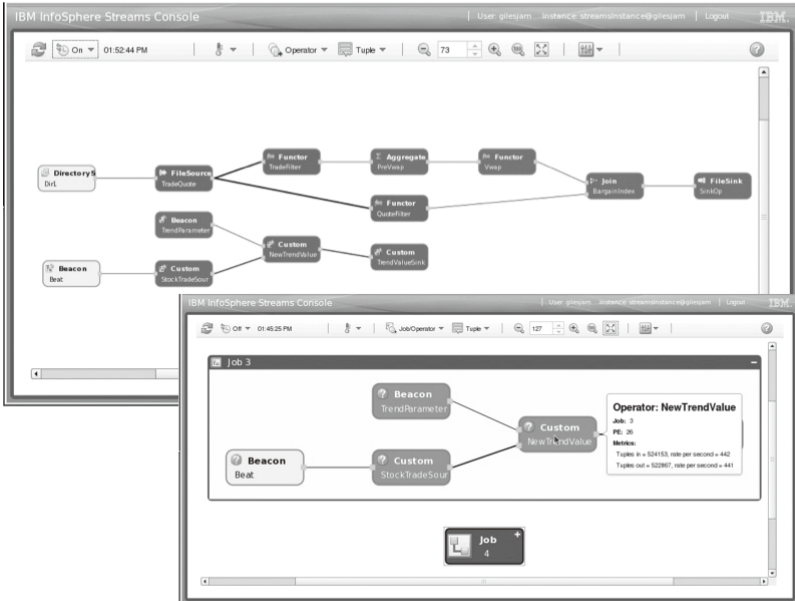 IBM InfoSphere Streams Console
User: gilesjam Instance: streamsInstance@gilesjam Logout IBM.
On 01:52:44 PM Operator Tuple 73
Functor
TradeFilter
Aggregate
PreVwap
Functor
Vwap
DirectoryS
DirL
FileSource
TradeQuote
Join
BargainIndex
FileSink
SinkOp
Functor
QuoteFilter
Beacon
TrendParameter
Custom
NewTrendValue
Custom
TrendValueSink
Beacon
Beat
Custom
StockTradeSour
IBM InfoSphere Streams Console
User: gilesjam Instance: streamsInstance@gilesjam Logout IBM.
Off 01:45:25 PM Job/Operator Tuple 127
Job 3
Beacon
TrendParameter
Custom
NewTrendValue
Beacon
Beat
Custom
StockTradeSour
Operator: NewTrendValue
Job: 3
PE: 26
Metrics:
Tuples in = 524153, rate per second = 442
Tuples out = 522867, rate per second = 441
Job
4